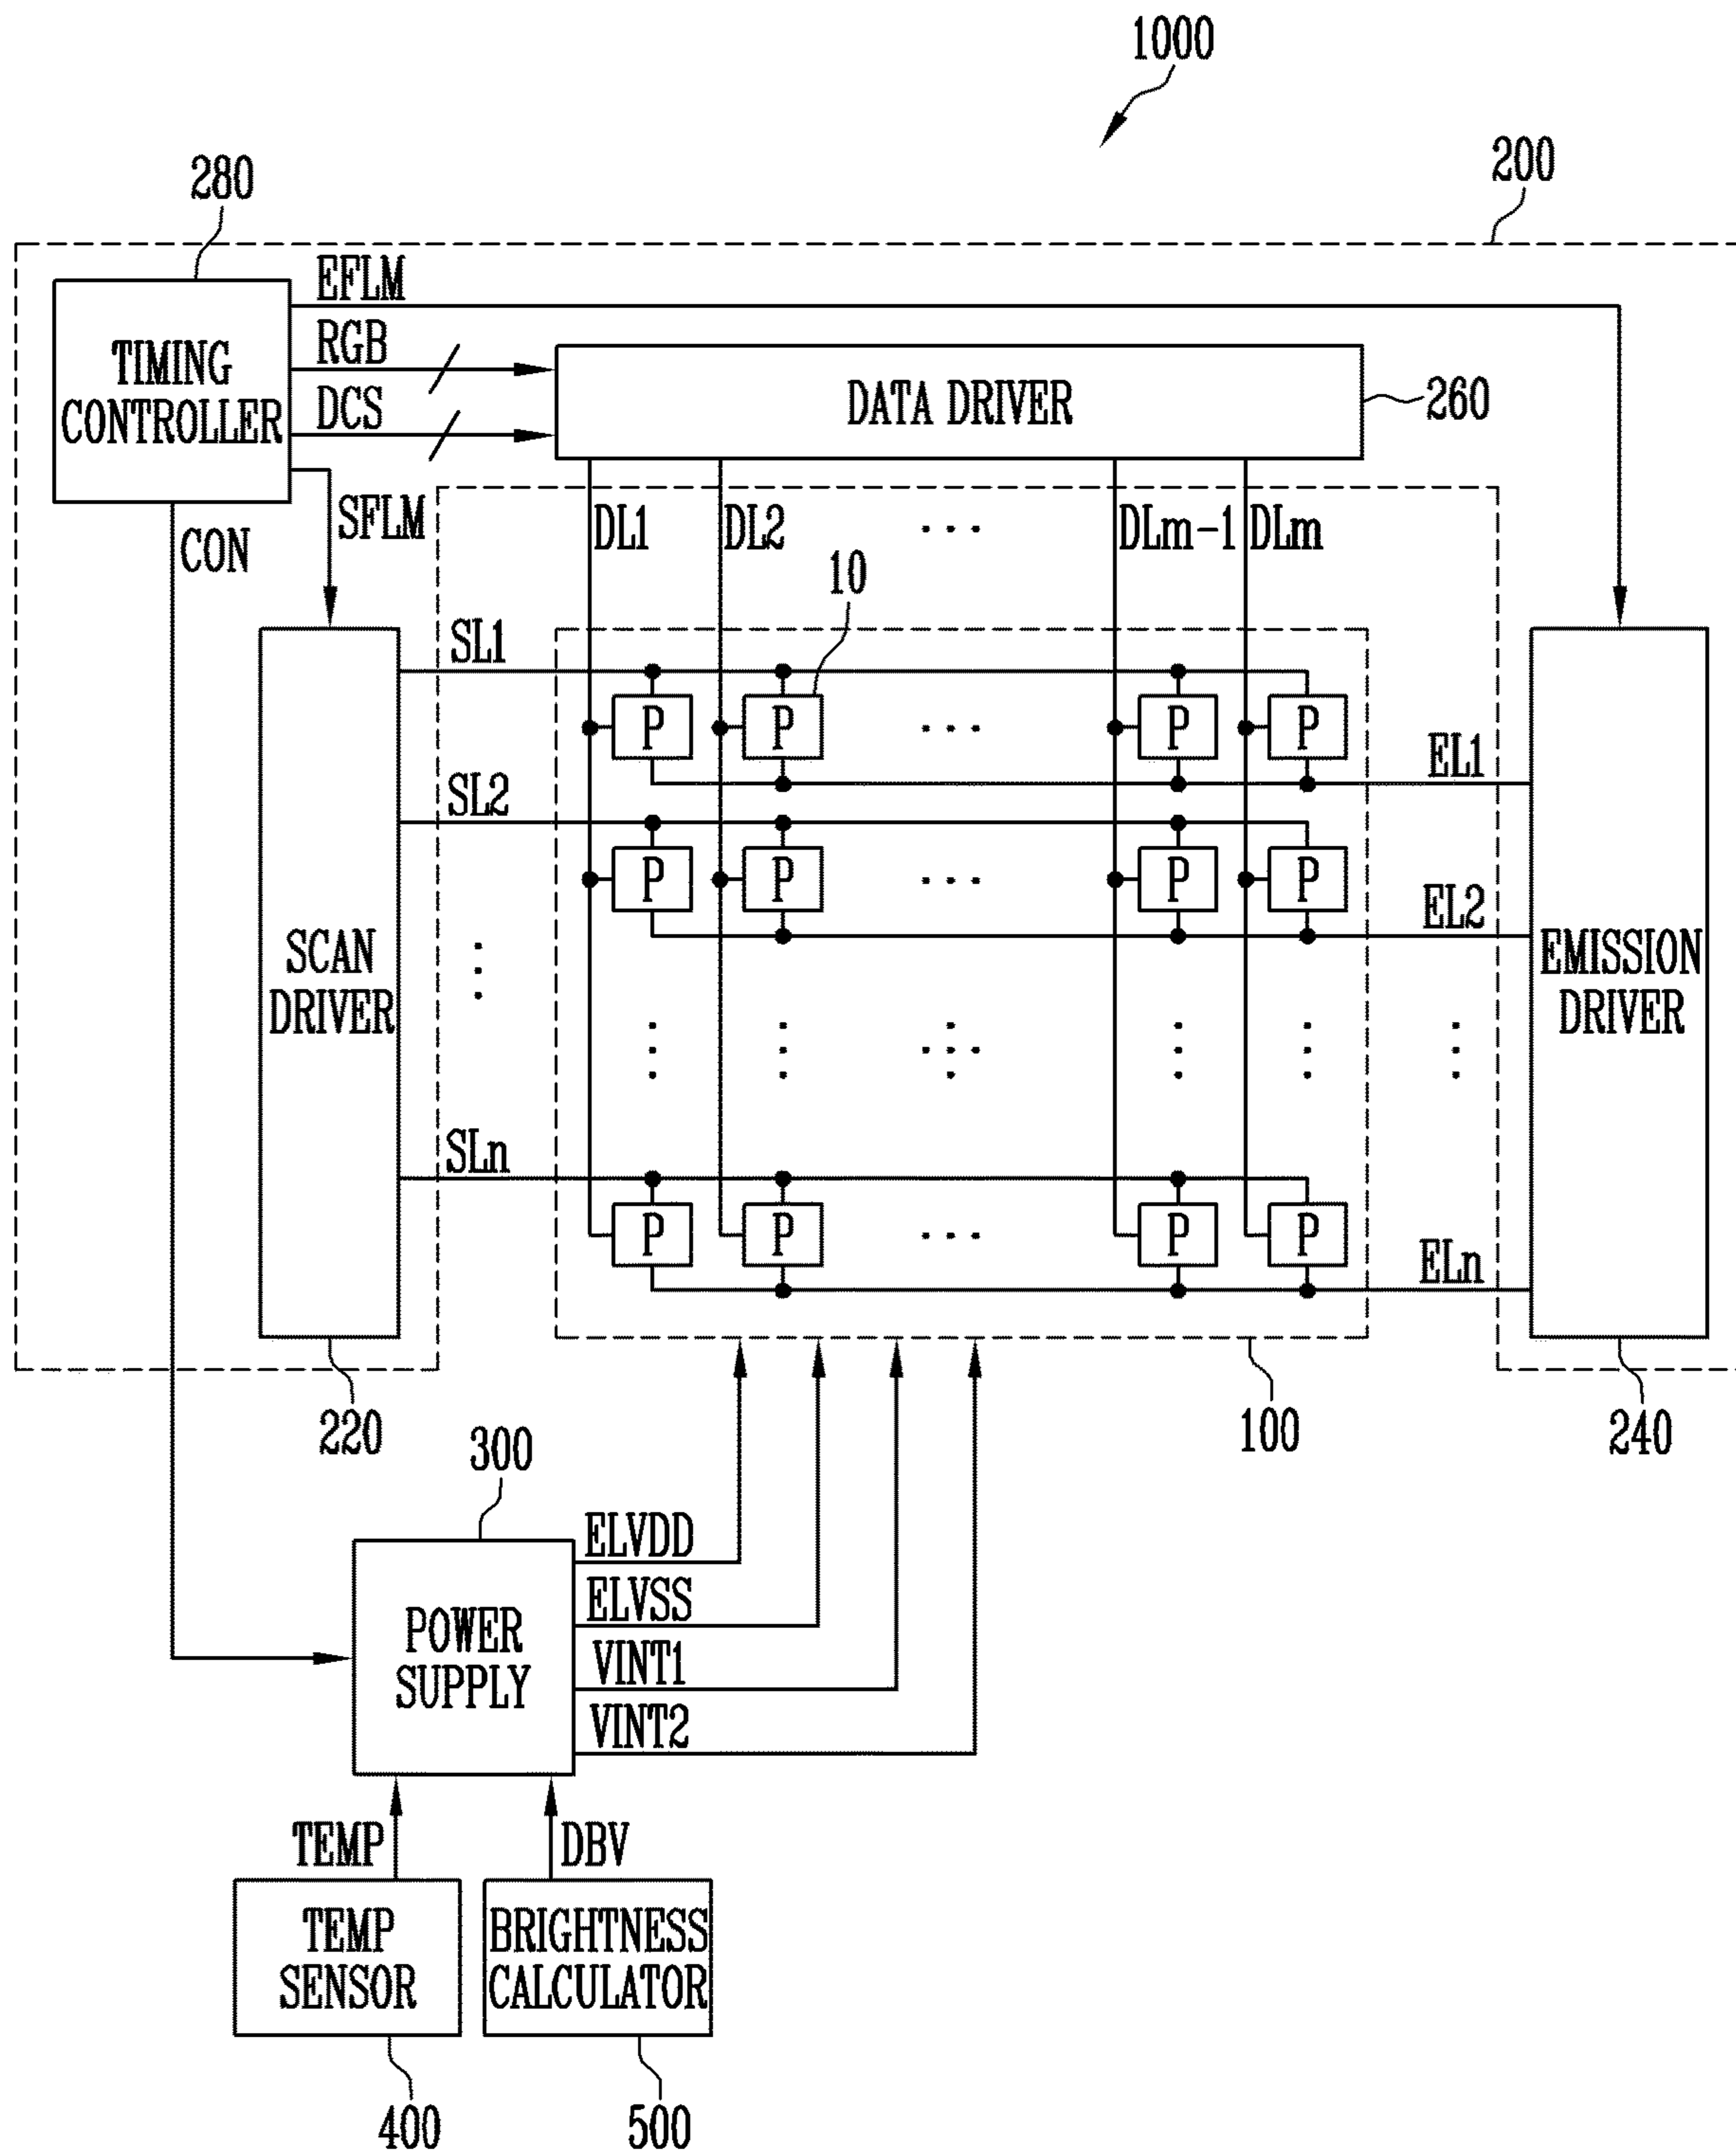 1000
200
280
EFLM
RGB
DCS
TIMING
CONTROLLER
DATA DRIVER
260
SFLM
CON
DL1
DL2
DLm-1
DLm
10
SL1
P P P P
EL1
SL2
P P P P
EL2
SCAN
DRIVER
EMISSION
DRIVER
SLn
P P P P
ELn
220
100
240
300
ELVDD
ELVSS
VINT1
VINT2
POWER
SUPPLY
TEMP
DBV
TEMP
SENSOR
BRIGHTNESS
CALCULATOR
400
500